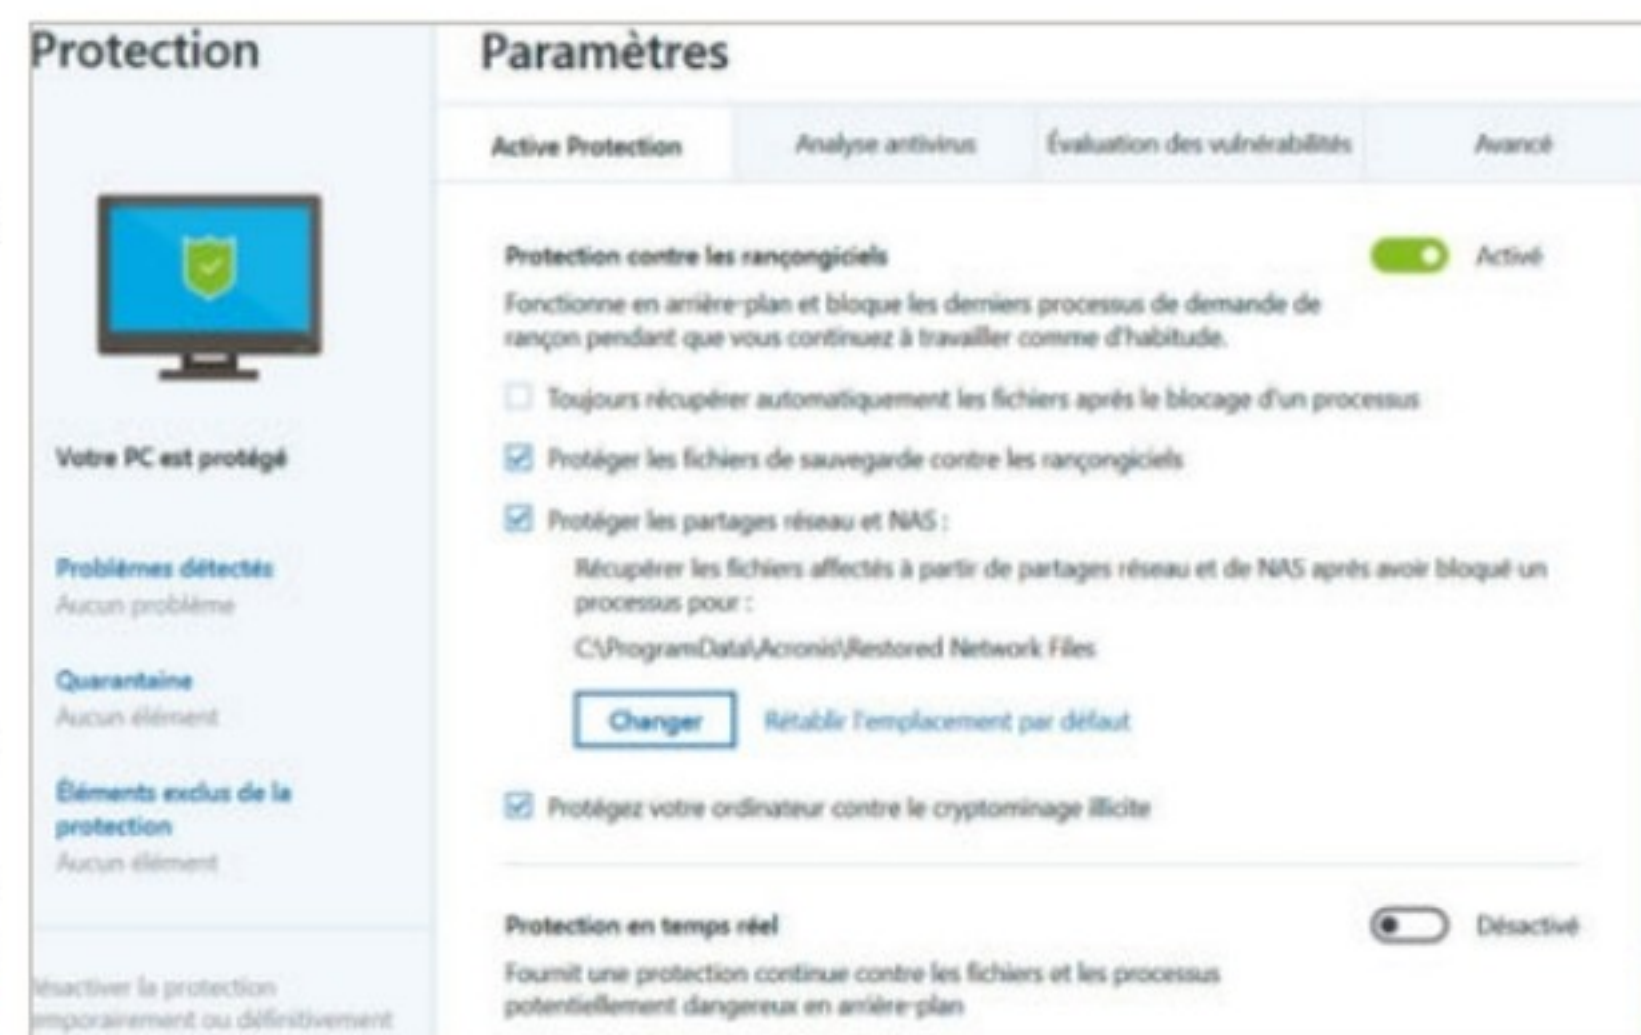 Protection
Votre PC est protégé
Problèmes détectés
Aucun problème
Quarantaine
Aucun élément
Éléments exclus de la
protection
Aucun élément
ésactiver la protection
emporairement ou définitivement
Paramètres
Active Protection
Analyse antivirus
Évaluation des vulnérabilités
Avancé
Protection contre les rançongiciels
Activé
Fonctionne en arrière-plan et bloque les derniers processus de demande de
rançon pendant que vous continuez à travailler comme d'habitude.
Toujours récupérer automatiquement les fichiers après le blocage d'un processus
Protéger les fichiers de sauvegarde contre les rançongiciels
Protéger les partages réseau et NAS :
Récupérer les fichiers affectés à partir de partages réseau et de NAS après avoir bloqué un
processus pour :
C:\ProgramData\Acronis\Restored Network Files
Changer
Rétablir l'emplacement par défaut
Protégez votre ordinateur contre le cryptominage illicite
Protection en temps réel
Désactivé
Fournit une protection continue contre les fichiers et les processus
potentiellement dangereux en arrière-plan